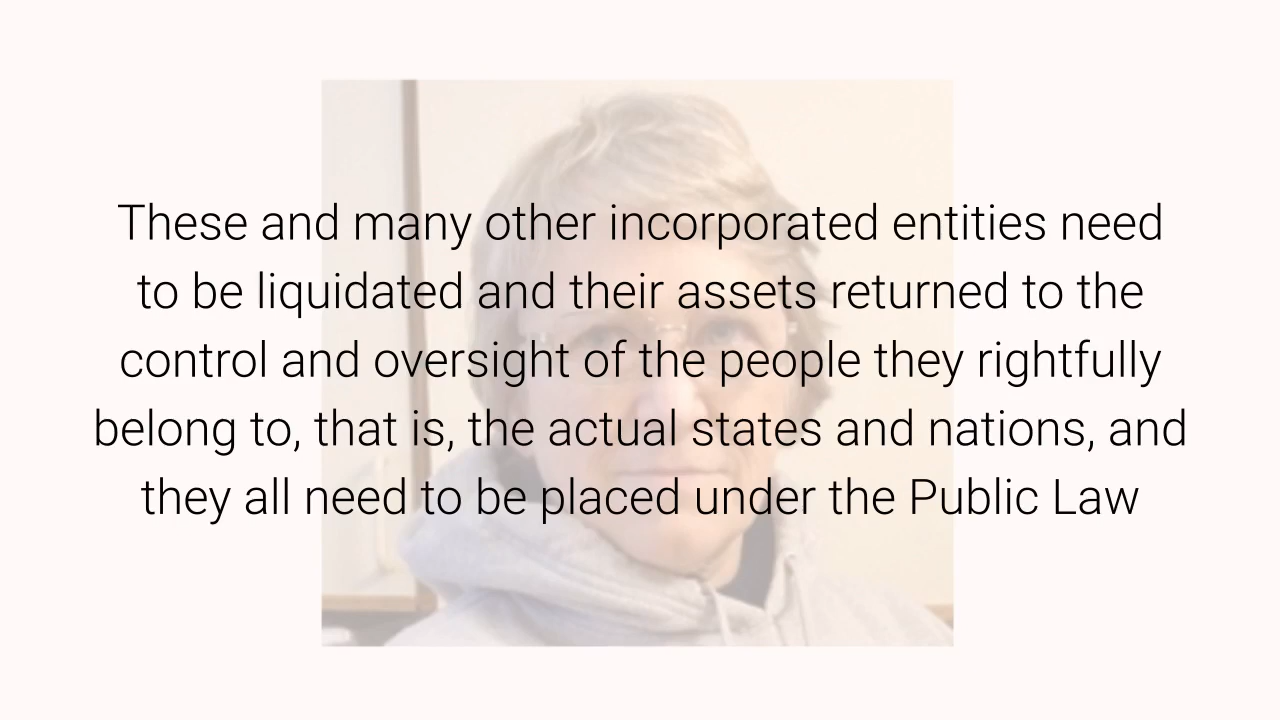 These and many other incorporated entities need
to be liquidated and their assets returned to the
control and oversight of the people they rightfully
belong to, that is, the actual states and nations, and
they all need to be placed under the Public Law